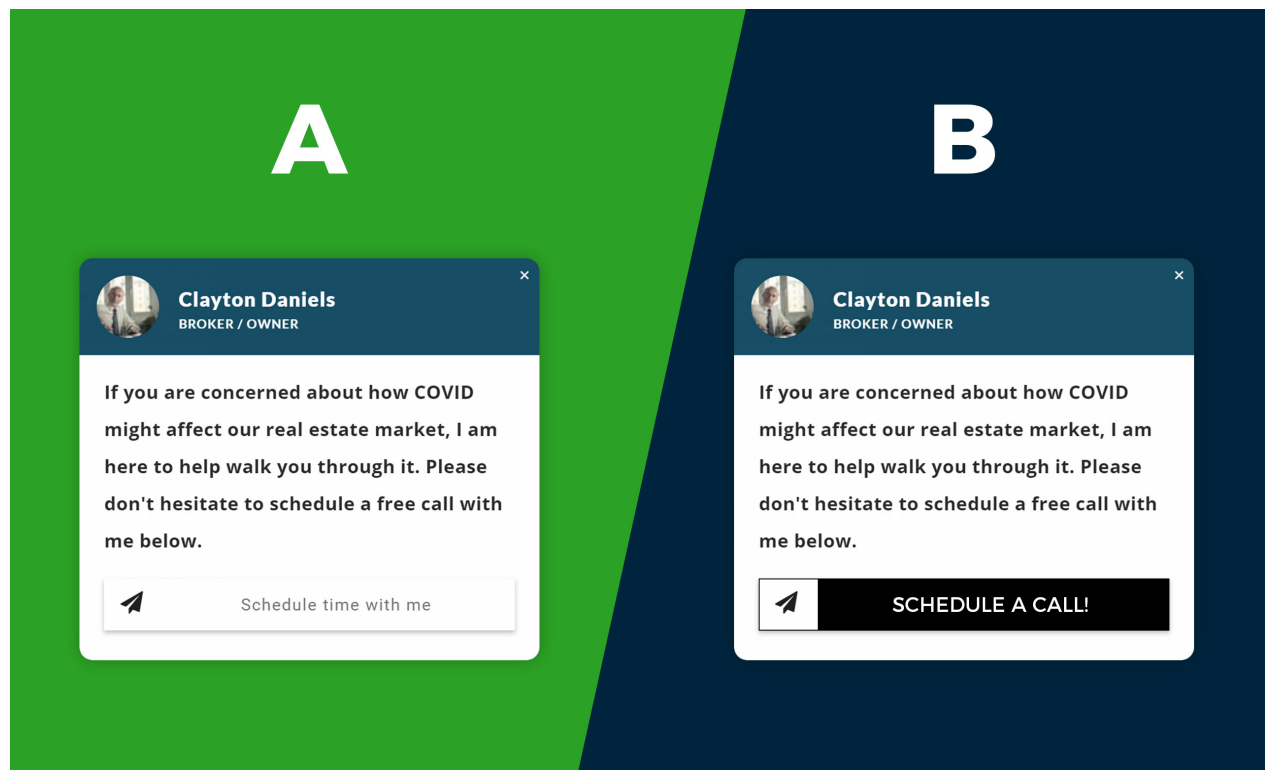 A
Clayton Daniels
BROKER / OWNER
If you are concerned about how COVID
might affect our real estate market, I am
here to help walk you through it. Please
don't hesitate to schedule a free call with
me below.
Schedule time with me
B
Clayton Daniels
BROKER / OWNER
If you are concerned about how COVID
might affect our real estate market, I am
here to help walk you through it. Please
don't hesitate to schedule a free call with
me below.
SCHEDULE A CALL!